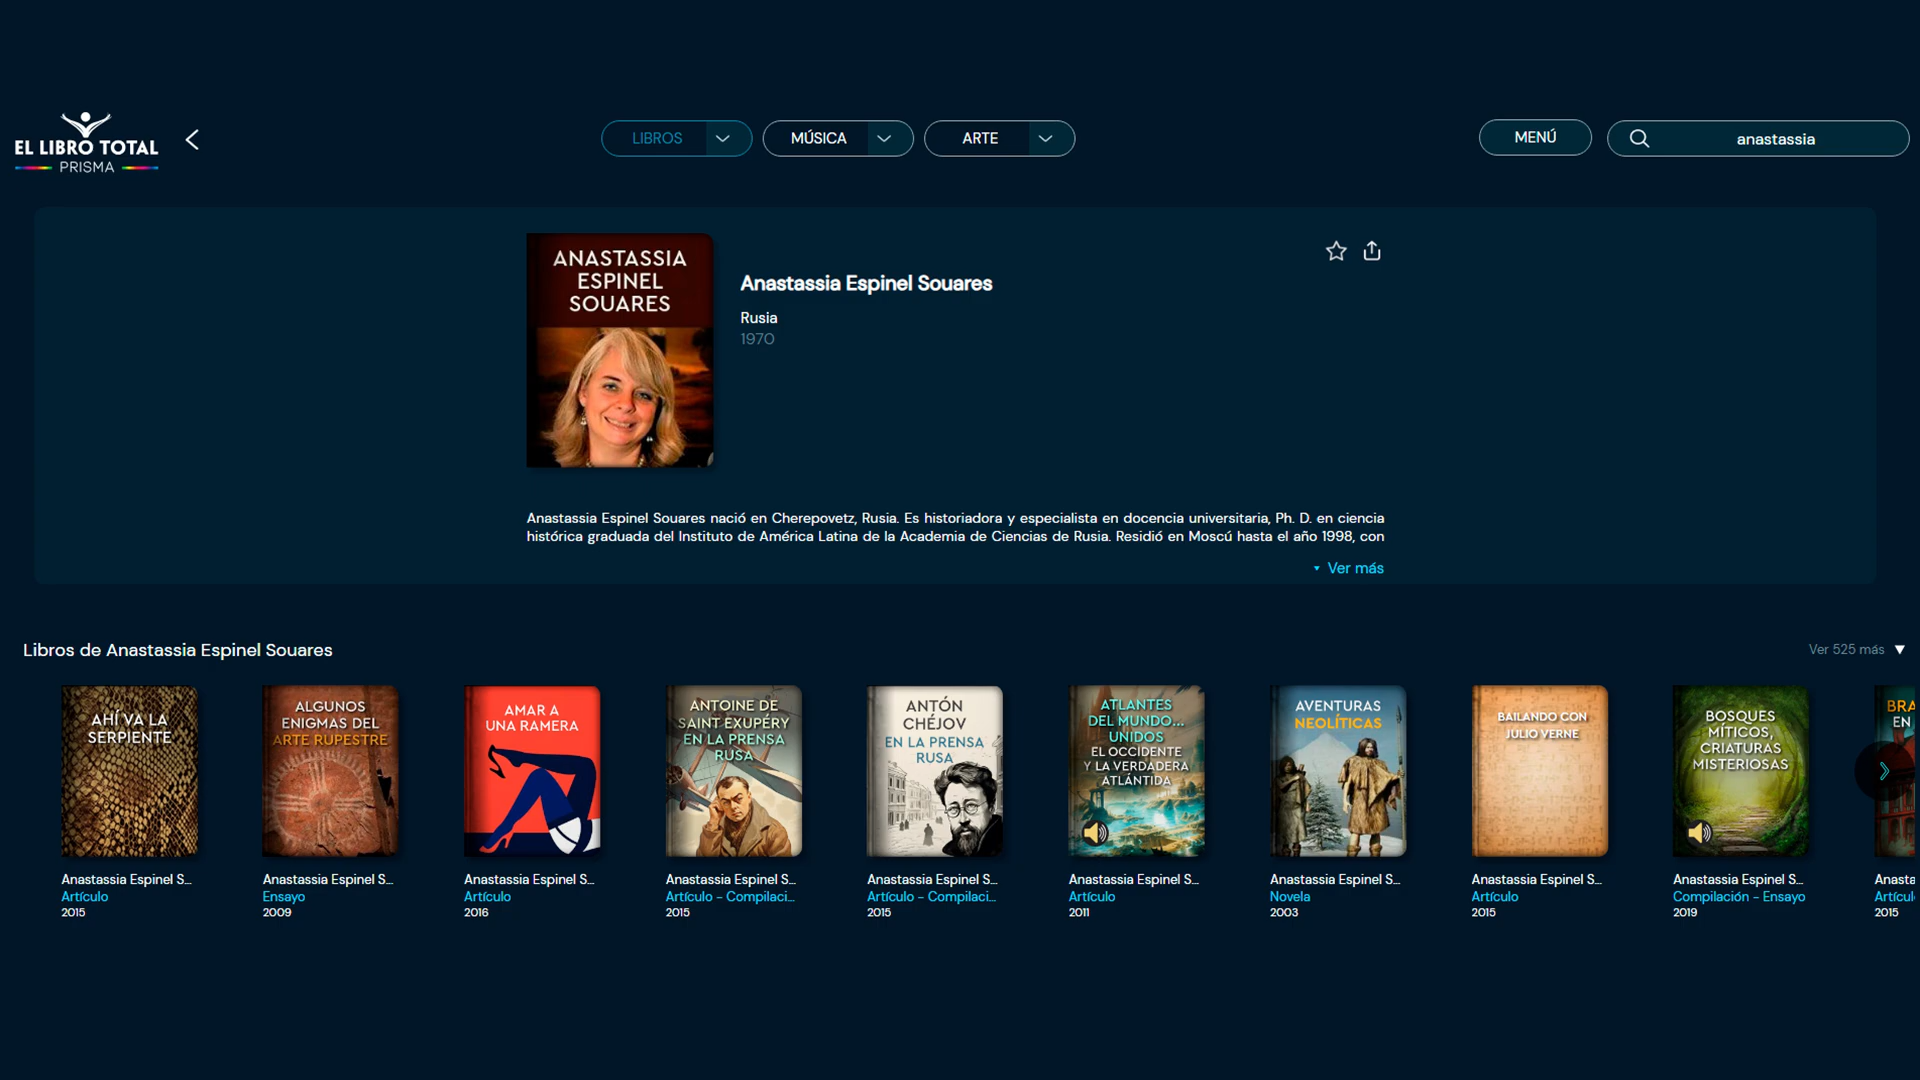 EL LIBRO TOTAL
PRISMA
LIBROS
MÚSICA
ARTE
MENÚ
anastassia
ANASTASSIA
ESPINEL
SOUARES
Anastassia Espinel Souares
Rusia
1970
Anastassia Espinel Souares nació en Cherepovetz, Rusia. Es historiadora y especialista en docencia universitaria, Ph. D. en ciencia
histórica graduada del Instituto de América Latina de la Academia de Ciencias de Rusia. Residió en Moscú hasta el año 1998, con
Ver más
Libros de Anastassia Espinel Souares
Ver 525 más
AHÍ VA LA
SERPIENTE
Anastassia Espinel S...
Artículo
2015
ALGUNOS
ENIGMAS DEL
ARTE RUPESTRE
Anastassia Espinel S...
Ensayo
2009
AMAR A
UNA RAMERA
Anastassia Espinel S...
Artículo
2016
ANTOINE DE
SAINT EXUPÉRY
EN LA PRENSA
RUSA
Anastassia Espinel S...
Artículo - Compilaci...
2015
ANTÓN
CHÉJOV
EN LA PRENSA
RUSA
Anastassia Espinel S...
Artículo - Compilaci...
2015
ATLANTES
DEL MUNDO...
UNIDOS
EL OCCIDENTE
Y LA VERDADERA
ATLÁNTIDA
Anastassia Espinel S...
Artículo
2011
AVENTURAS
NEOLÍTICAS
Anastassia Espinel S...
Novela
2003
BAILANDO CON
JULIO VERNE
Anastassia Espinel S...
Artículo
2015
BOSQUES
MÍTICOS,
CRIATURAS
MISTERIOSAS
Anastassia Espinel S...
Compilación - Ensayo
2019
BRA
EN
Anasta
Artícul
2015